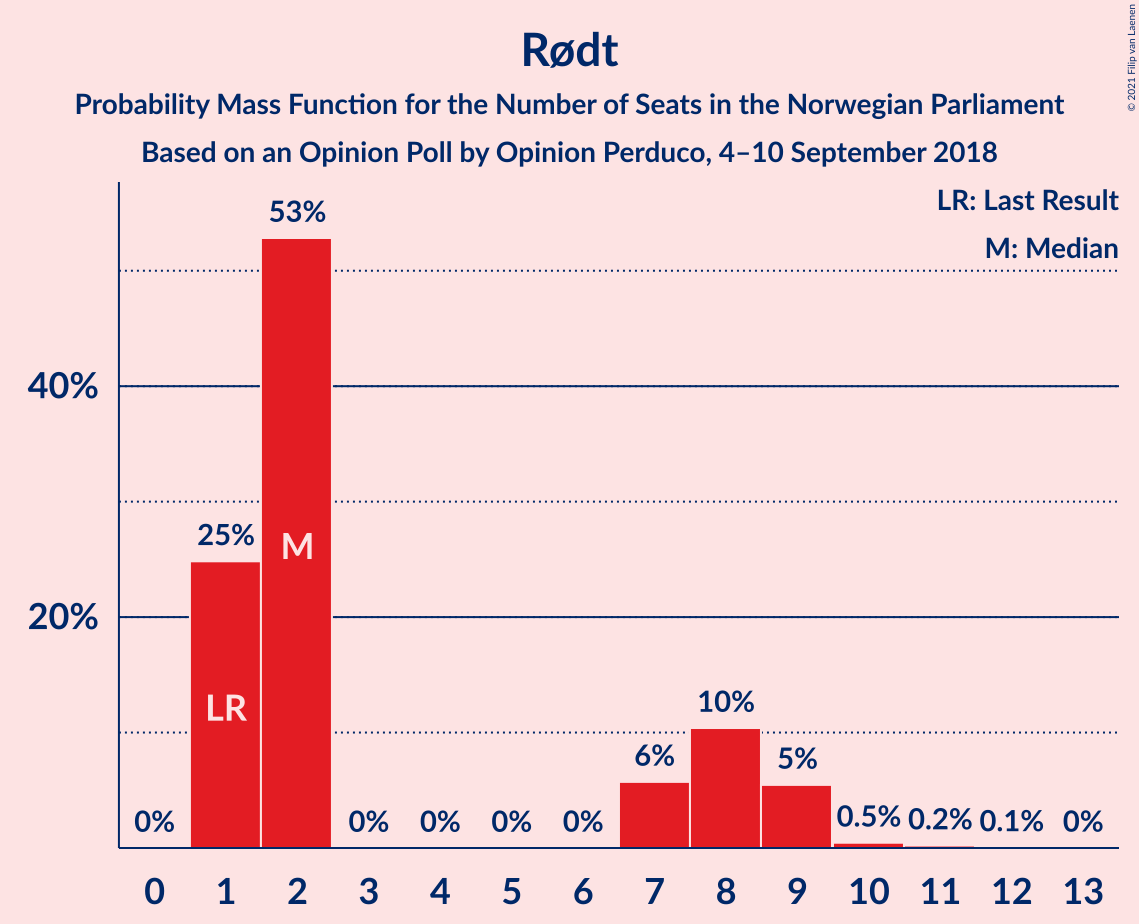 Rødt
Probability Mass Function for the Number of Seats in the Norwegian Parliament
Based on an Opinion Poll by Opinion Perduco, 4–10 September 2018
© 2021 Filip van Laenen
LR: Last Result
M: Median
53%
40%
25%
M
20%
LR
10%
6%
5%
0%
0%
0%
0%
0%
0.5%
0.2%
0.1%
0%
0 1 2 3 4 5 6 7 8 9 10 11 12 13